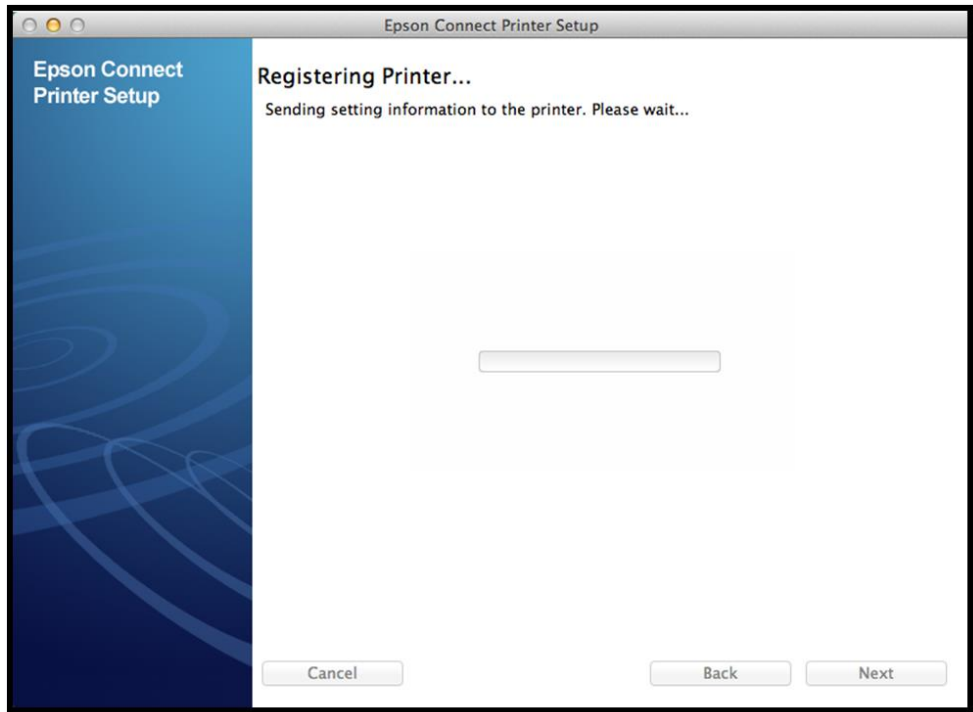 Epson Connect Printer Setup
Epson Connect
Printer Setup
Registering Printer...
Sending setting information to the printer. Please wait...
Cancel
Back
Next